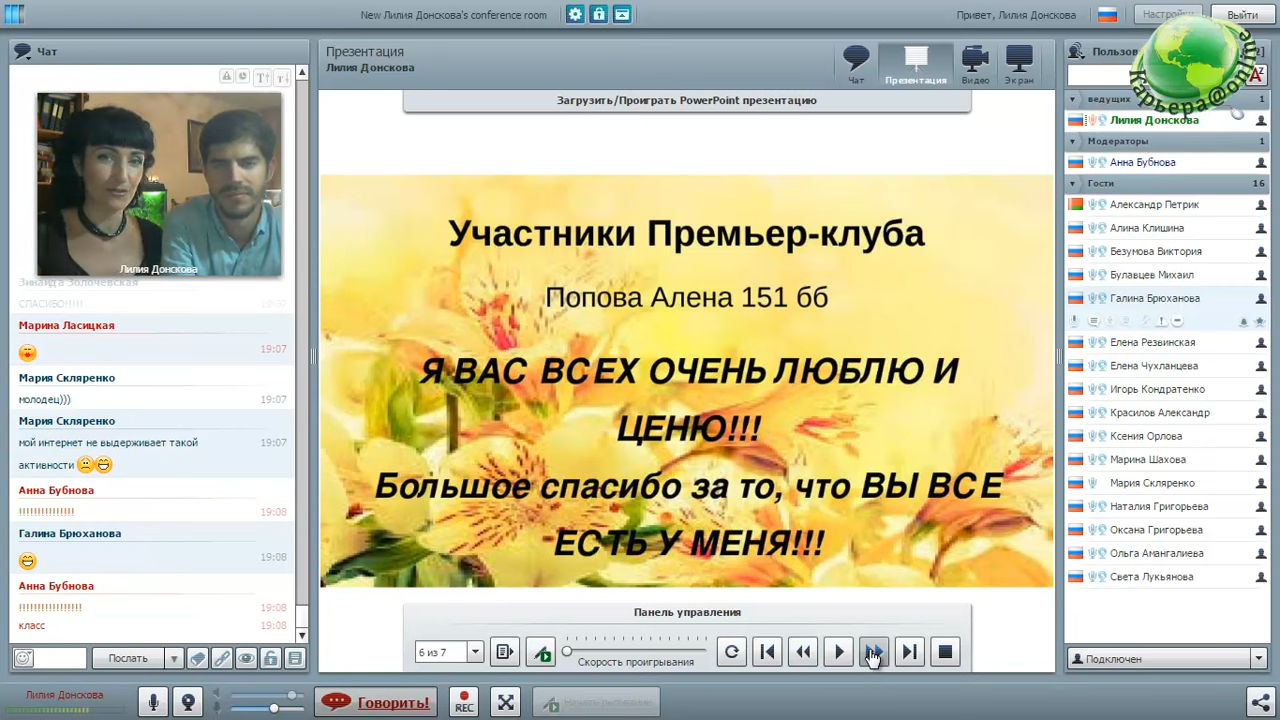 New Лилия Донскова's conference room
Привет, Лилия Донскова
Настройки
Выйти
Чат
Лилия Донскова
Зинаида Золочевская
СПАСИБО!!!!!
19:07
Марина Ласицкая
19:07
Мария Скляренко
молодец)))
19:07
Мария Скляренко
мой интернет не выдерживает такой
19:07
активности
Анна Бубнова
!!!!!!!!!!!!!!!
19:08
Галина Брюханова
19:08
Анна Бубнова
!!!!!!!!!!!!!!!!!
19:08
класс
19:08
Послать
Презентация
Лилия Донскова
Чат
Презентация
Видео
Экран
Загрузить/Проиграть PowerPoint презентацию
Участники Премьер-клуба
Попова Алена 151 бб
Я ВАС ВСЕХ ОЧЕНЬ ЛЮБЛЮ И
ЦЕНЮ!!!
Большое спасибо за то, что ВЫ ВСЕ
ЕСТЬ У МЕНЯ!!!
Панель управления
6 из 7
Скорость проигрывания
карьера@online
ведущих
1
Лилия Донскова
Модераторы
1
Анна Бубнова
Гости
16
Александр Петрик
Алина Клишина
Безумова Виктория
Булавцев Михаил
Галина Брюханова
Елена Резвинская
Елена Чухланцева
Игорь Кондратенко
Красилов Александр
Ксения Орлова
Марина Шахова
Мария Скляренко
Наталия Григорьева
Оксана Григорьева
Ольга Амангалиева
Света Лукьянова
Подключен
Лилия Донскова
Говорить!
REC